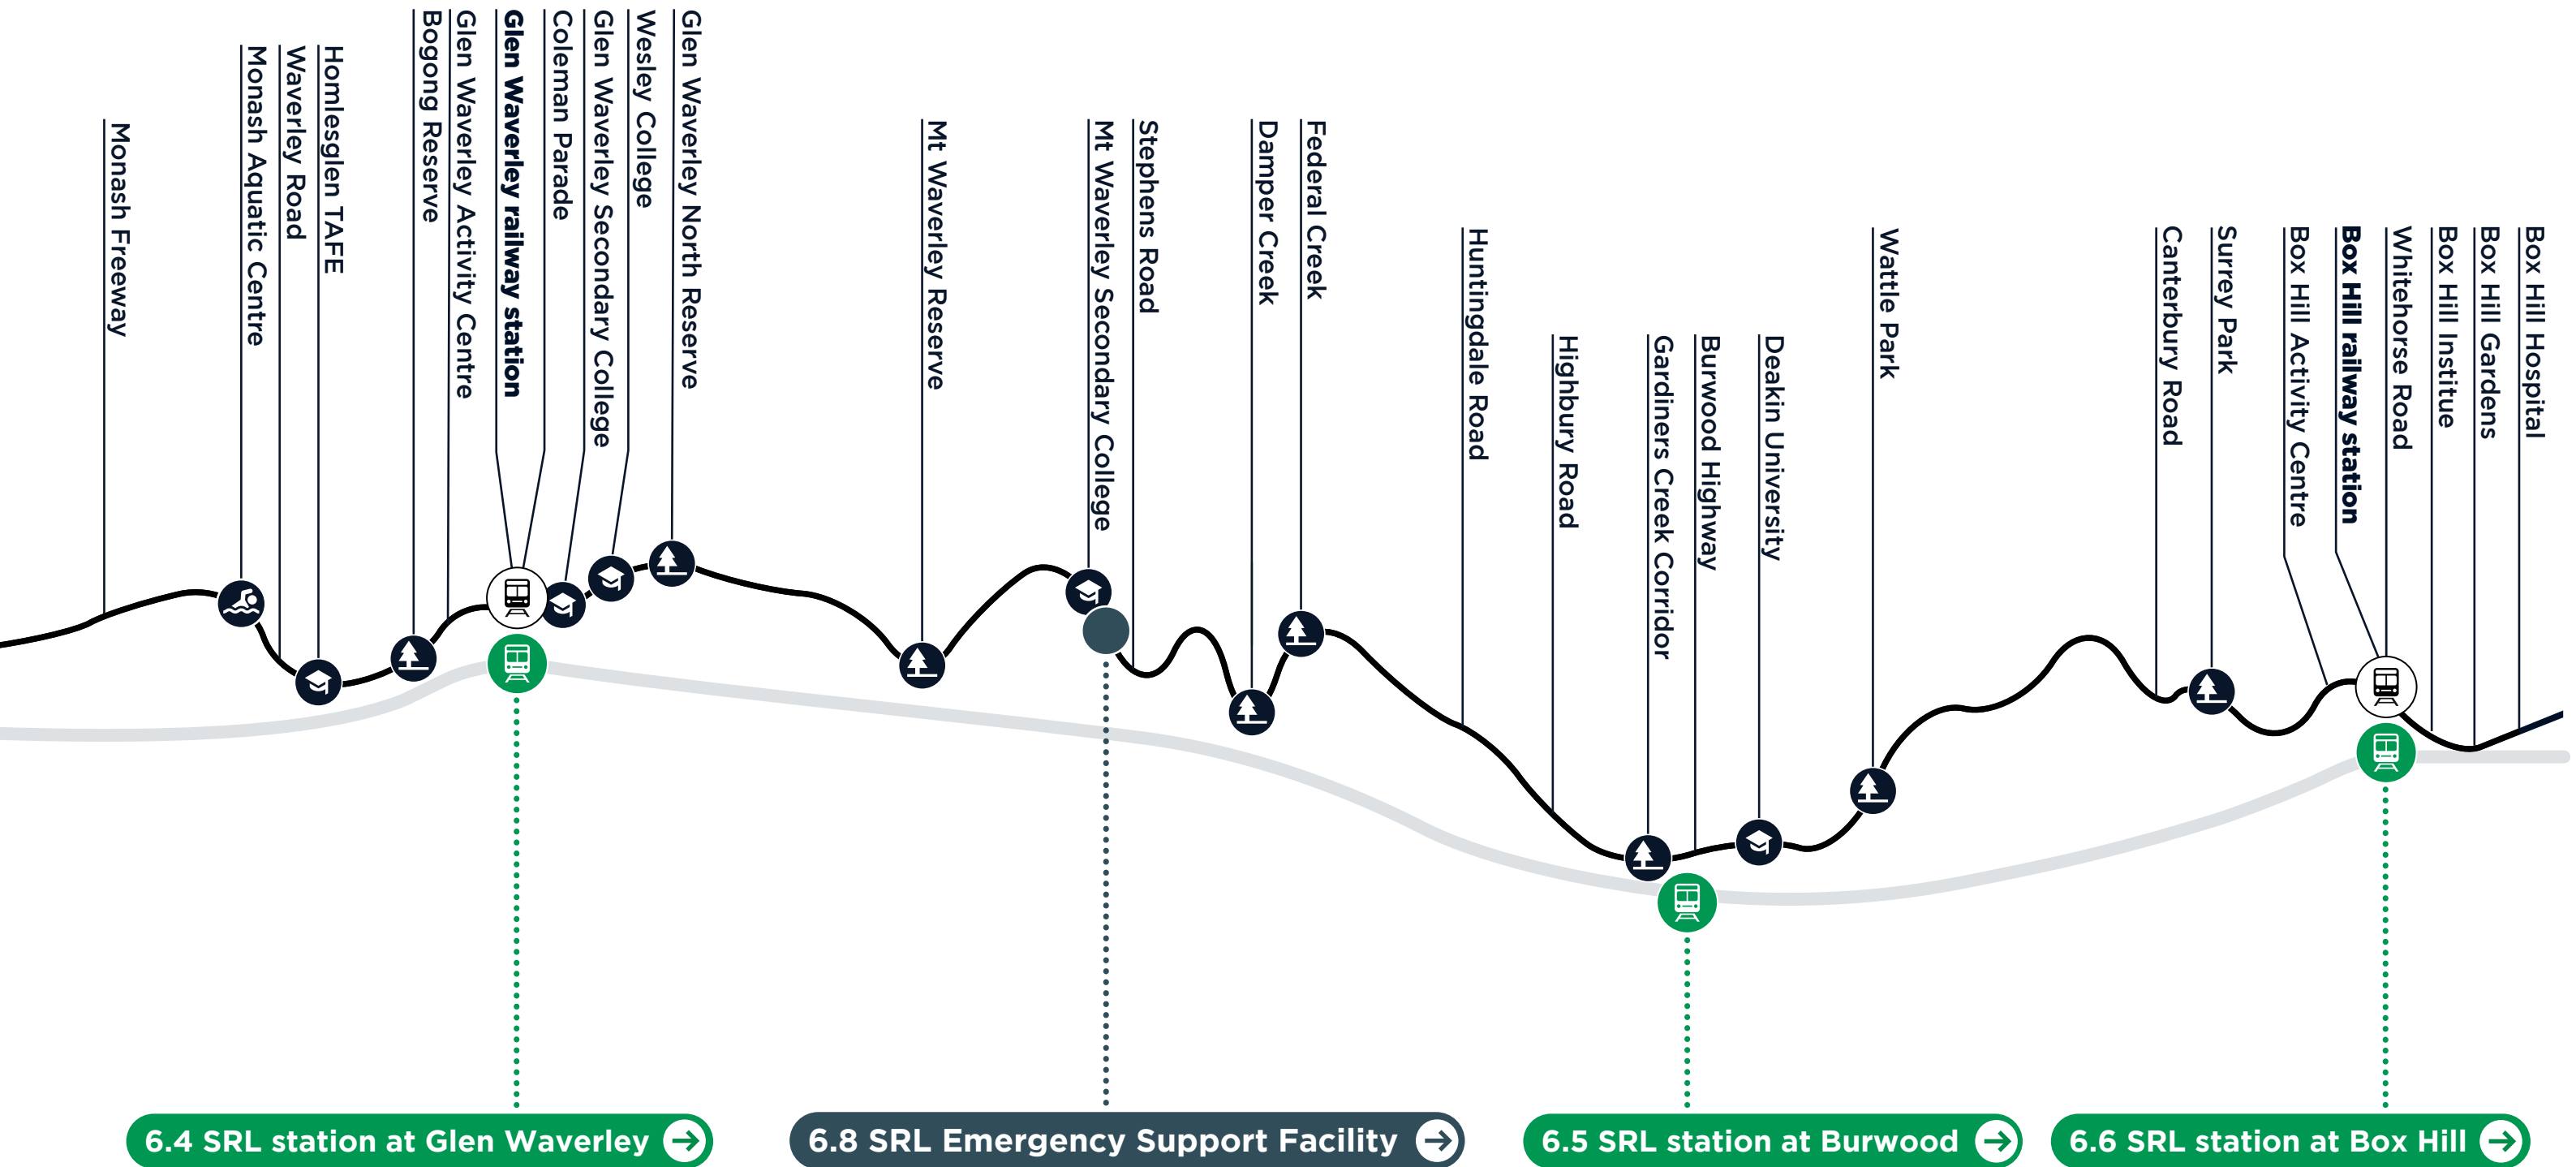 Monash Freeway
Monash Aquatic Centre
Waverley Road
Homlesglen TAFE
Bogong Reserve
Glen Waverley Activity Centre
Glen Waverley railway station
Coleman Parade
Glen Waverley Secondary College
Wesley College
Glen Waverley North Reserve
Mt Waverley Reserve
Mt Waverley Secondary College
Stephens Road
Damper Creek
Federal Creek
Huntingdale Road
Highbury Road
Gardiners Creek Corridor
Burwood Highway
Deakin University
Wattle Park
Canterbury Road
Surrey Park
Box Hill Activity Centre
Box Hill railway station
Whitehorse Road
Box Hill Institue
Box Hill Gardens
Box Hill Hospital
6.4 SRL station at Glen Waverley
6.8 SRL Emergency Support Facility
6.5 SRL station at Burwood
6.6 SRL station at Box Hill